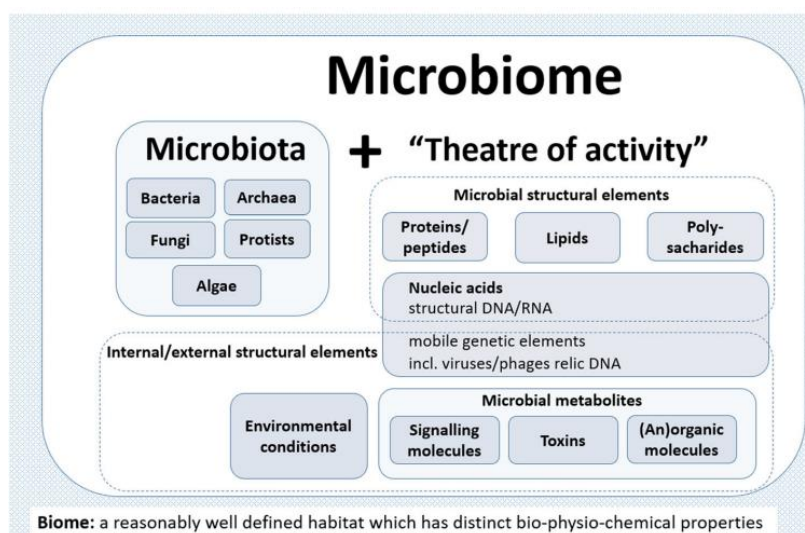 Microbiome
Microbiota
+
“Theatre of activity”
Bacteria
Archaea
Fungi
Protists
Algae
Microbial structural elements
Proteins/
peptides
Lipids
Poly-
sacharides
Nucleic acids
structural DNA/RNA
mobile genetic elements
incl. viruses/phages relic DNA
Internal/external structural elements
Environmental
conditions
Microbial metabolites
Signalling
molecules
Toxins
(An)organic
molecules
Biome: a reasonably well defined habitat which has distinct bio-physio-chemical properties